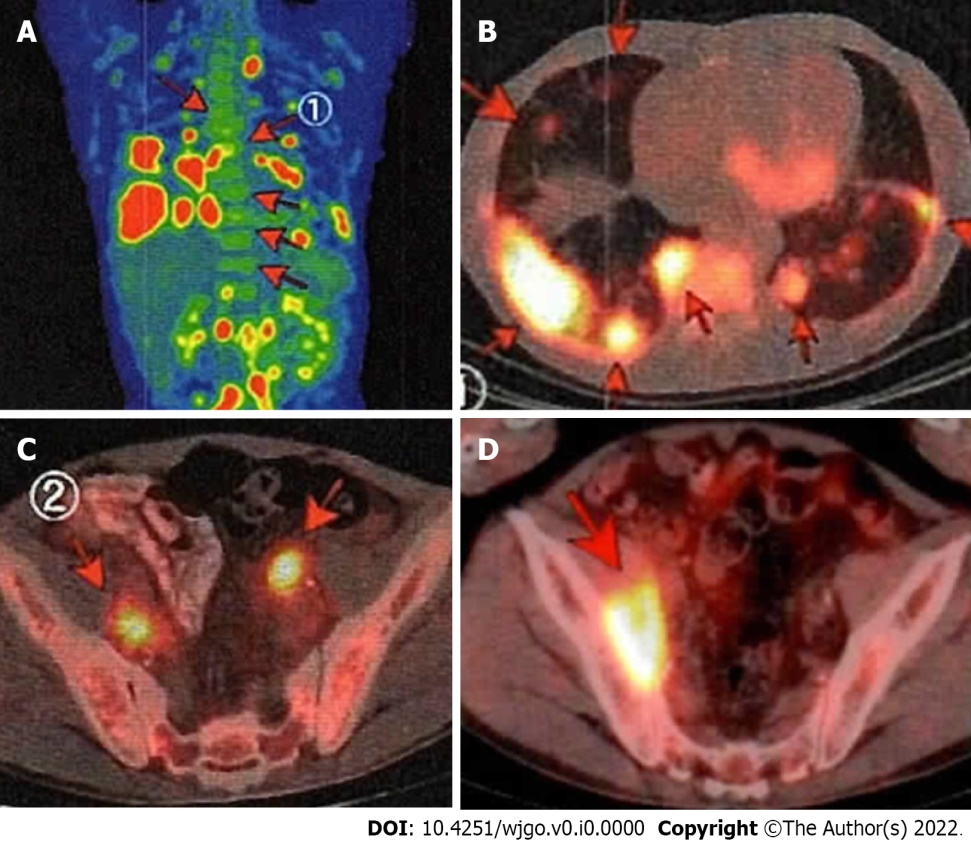 A
①
B
C
②
D
DOI: 10.4251/wjgo.v0.i0.0000 Copyright ©The Author(s) 2022.